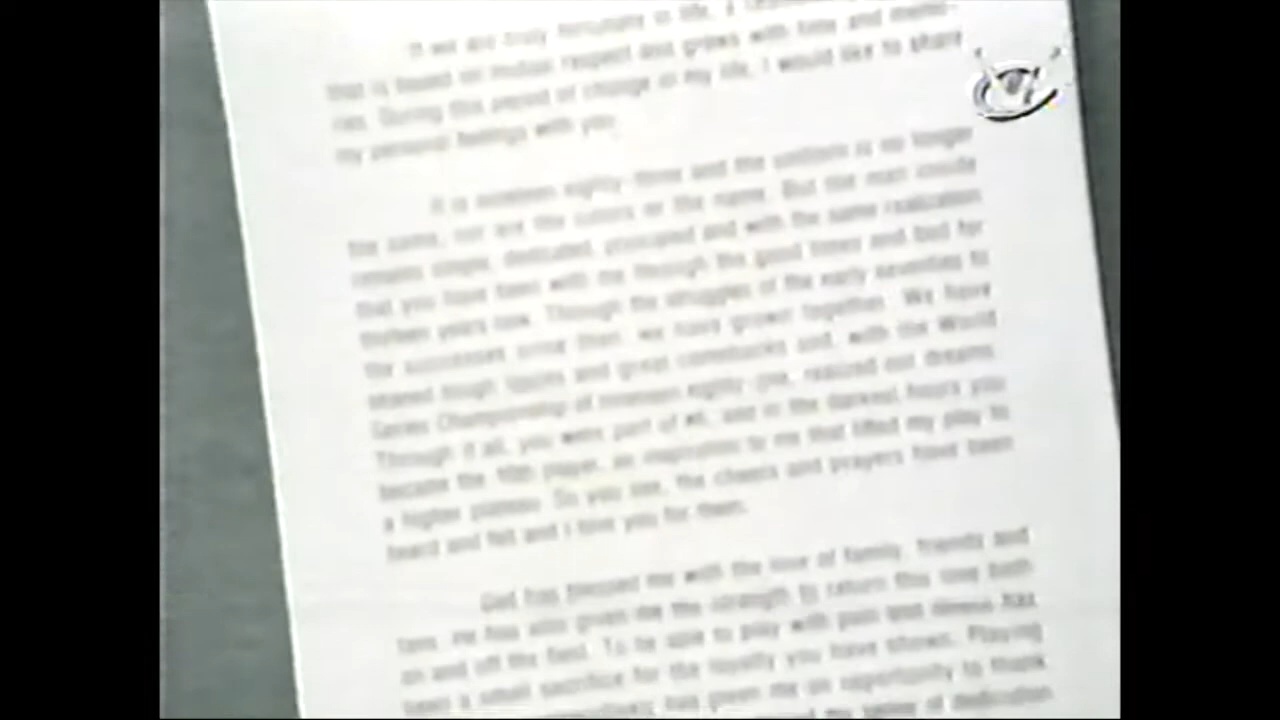 If we are truly fortunate in life, a
that is based on mutual respect and grows with time and memo-
ries. During this period of change in my life, I would like to share
my personal feelings with you.
It is nineteen eighty-three and the uniform is no longer
the same, nor are the colors or the name. But the man inside
remains simple, dedicated, and with the same realization
that you have been with me through the good times and bad for
thirteen years now. Through the struggles of the early seventies to
the successes since then, we have grown together. We have
shared tough losses and great comebacks and, with the World
Series Championship of nineteen eighty-one, realized our dreams.
Through it all, you were part of us, and in the darkest hours you
became the 10th player, an inspiration to me that lifted my play to
a higher plateau. So you see, the cheers and prayers have been
heard and felt and I love you for them.
God has blessed me with the love of family, friends and
fans. He has also given me the strength to return this love both
on and off the field. To be able to play with pain and illness has
been a small sacrifice for the loyalty you have shown. Playing
has given me an opportunity to thank
my sense of dedication